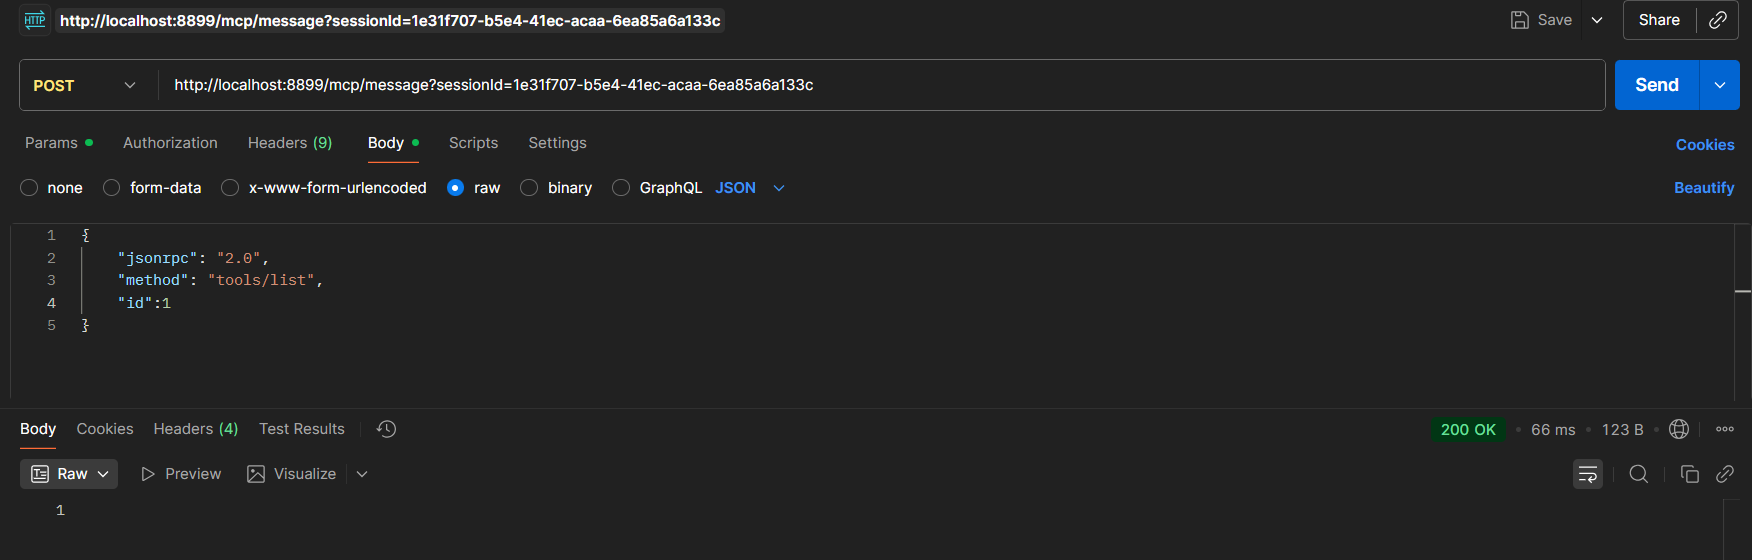 HTTP http://localhost:8899/mcp/message?sessionId=1e31f707-b5e4-41ec-acaa-6ea85a6a133c Save Share
POST http://localhost:8899/mcp/message?sessionId=1e31f707-b5e4-41ec-acaa-6ea85a6a133c Send
Params Authorization Headers (9) Body Scripts Settings Cookies
none form-data x-www-form-urlencoded raw binary GraphQL JSON Beautify
1 {
2 "jsonrpc": "2.0",
3 "method": "tools/list",
4 "id":1
5 }
Body Cookies Headers (4) Test Results 200 OK • 66 ms • 123 B •
Raw Preview Visualize
1